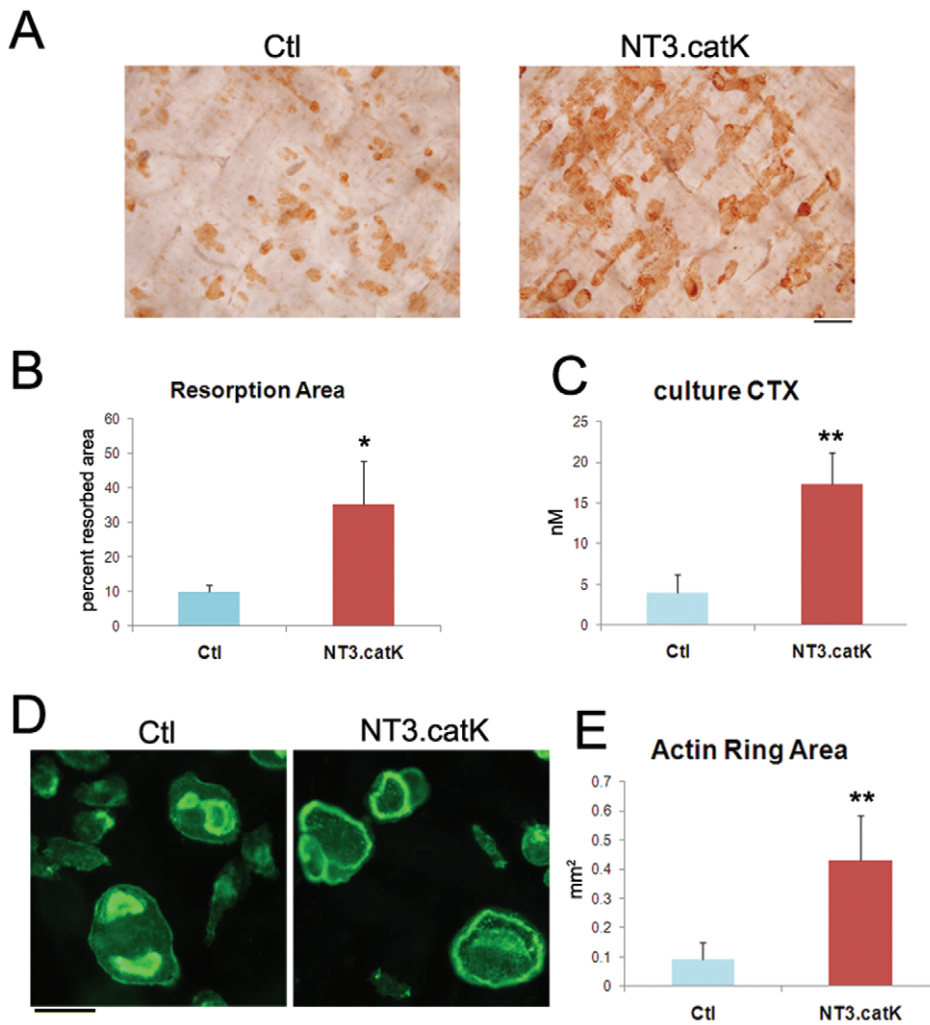 A
Ctl
NT3.catK
B
Resorption Area
percent resorbed area
60
50
40
30
20
10
0
*
Ctl
NT3.catK
C
culture CTX
nM
25
20
15
10
5
0
**
Ctl
NT3.catK
D
Ctl
NT3.catK
E
Actin Ring Area
mm²
0.7
0.6
0.5
0.4
0.3
0.2
0.1
0
**
Ctl
NT3.catK